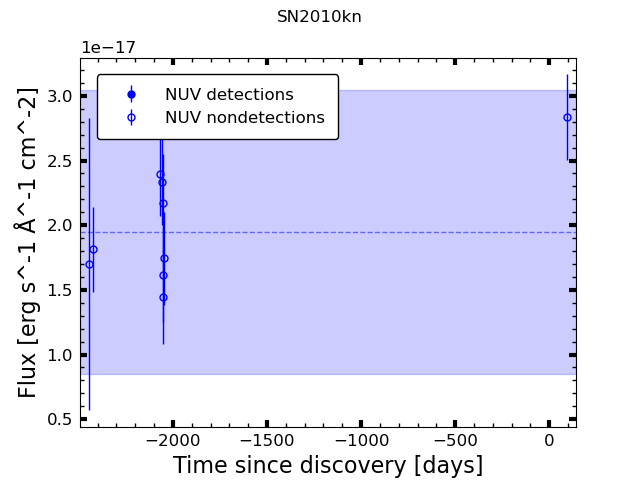 SN2010kn
1e−17
NUV detections
NUV nondetections
3.0
2.5
2.0
1.5
1.0
0.5
Flux [erg s^-1 Å^-1 cm^-2]
−2000
−1500
−1000
−500
0
Time since discovery [days]